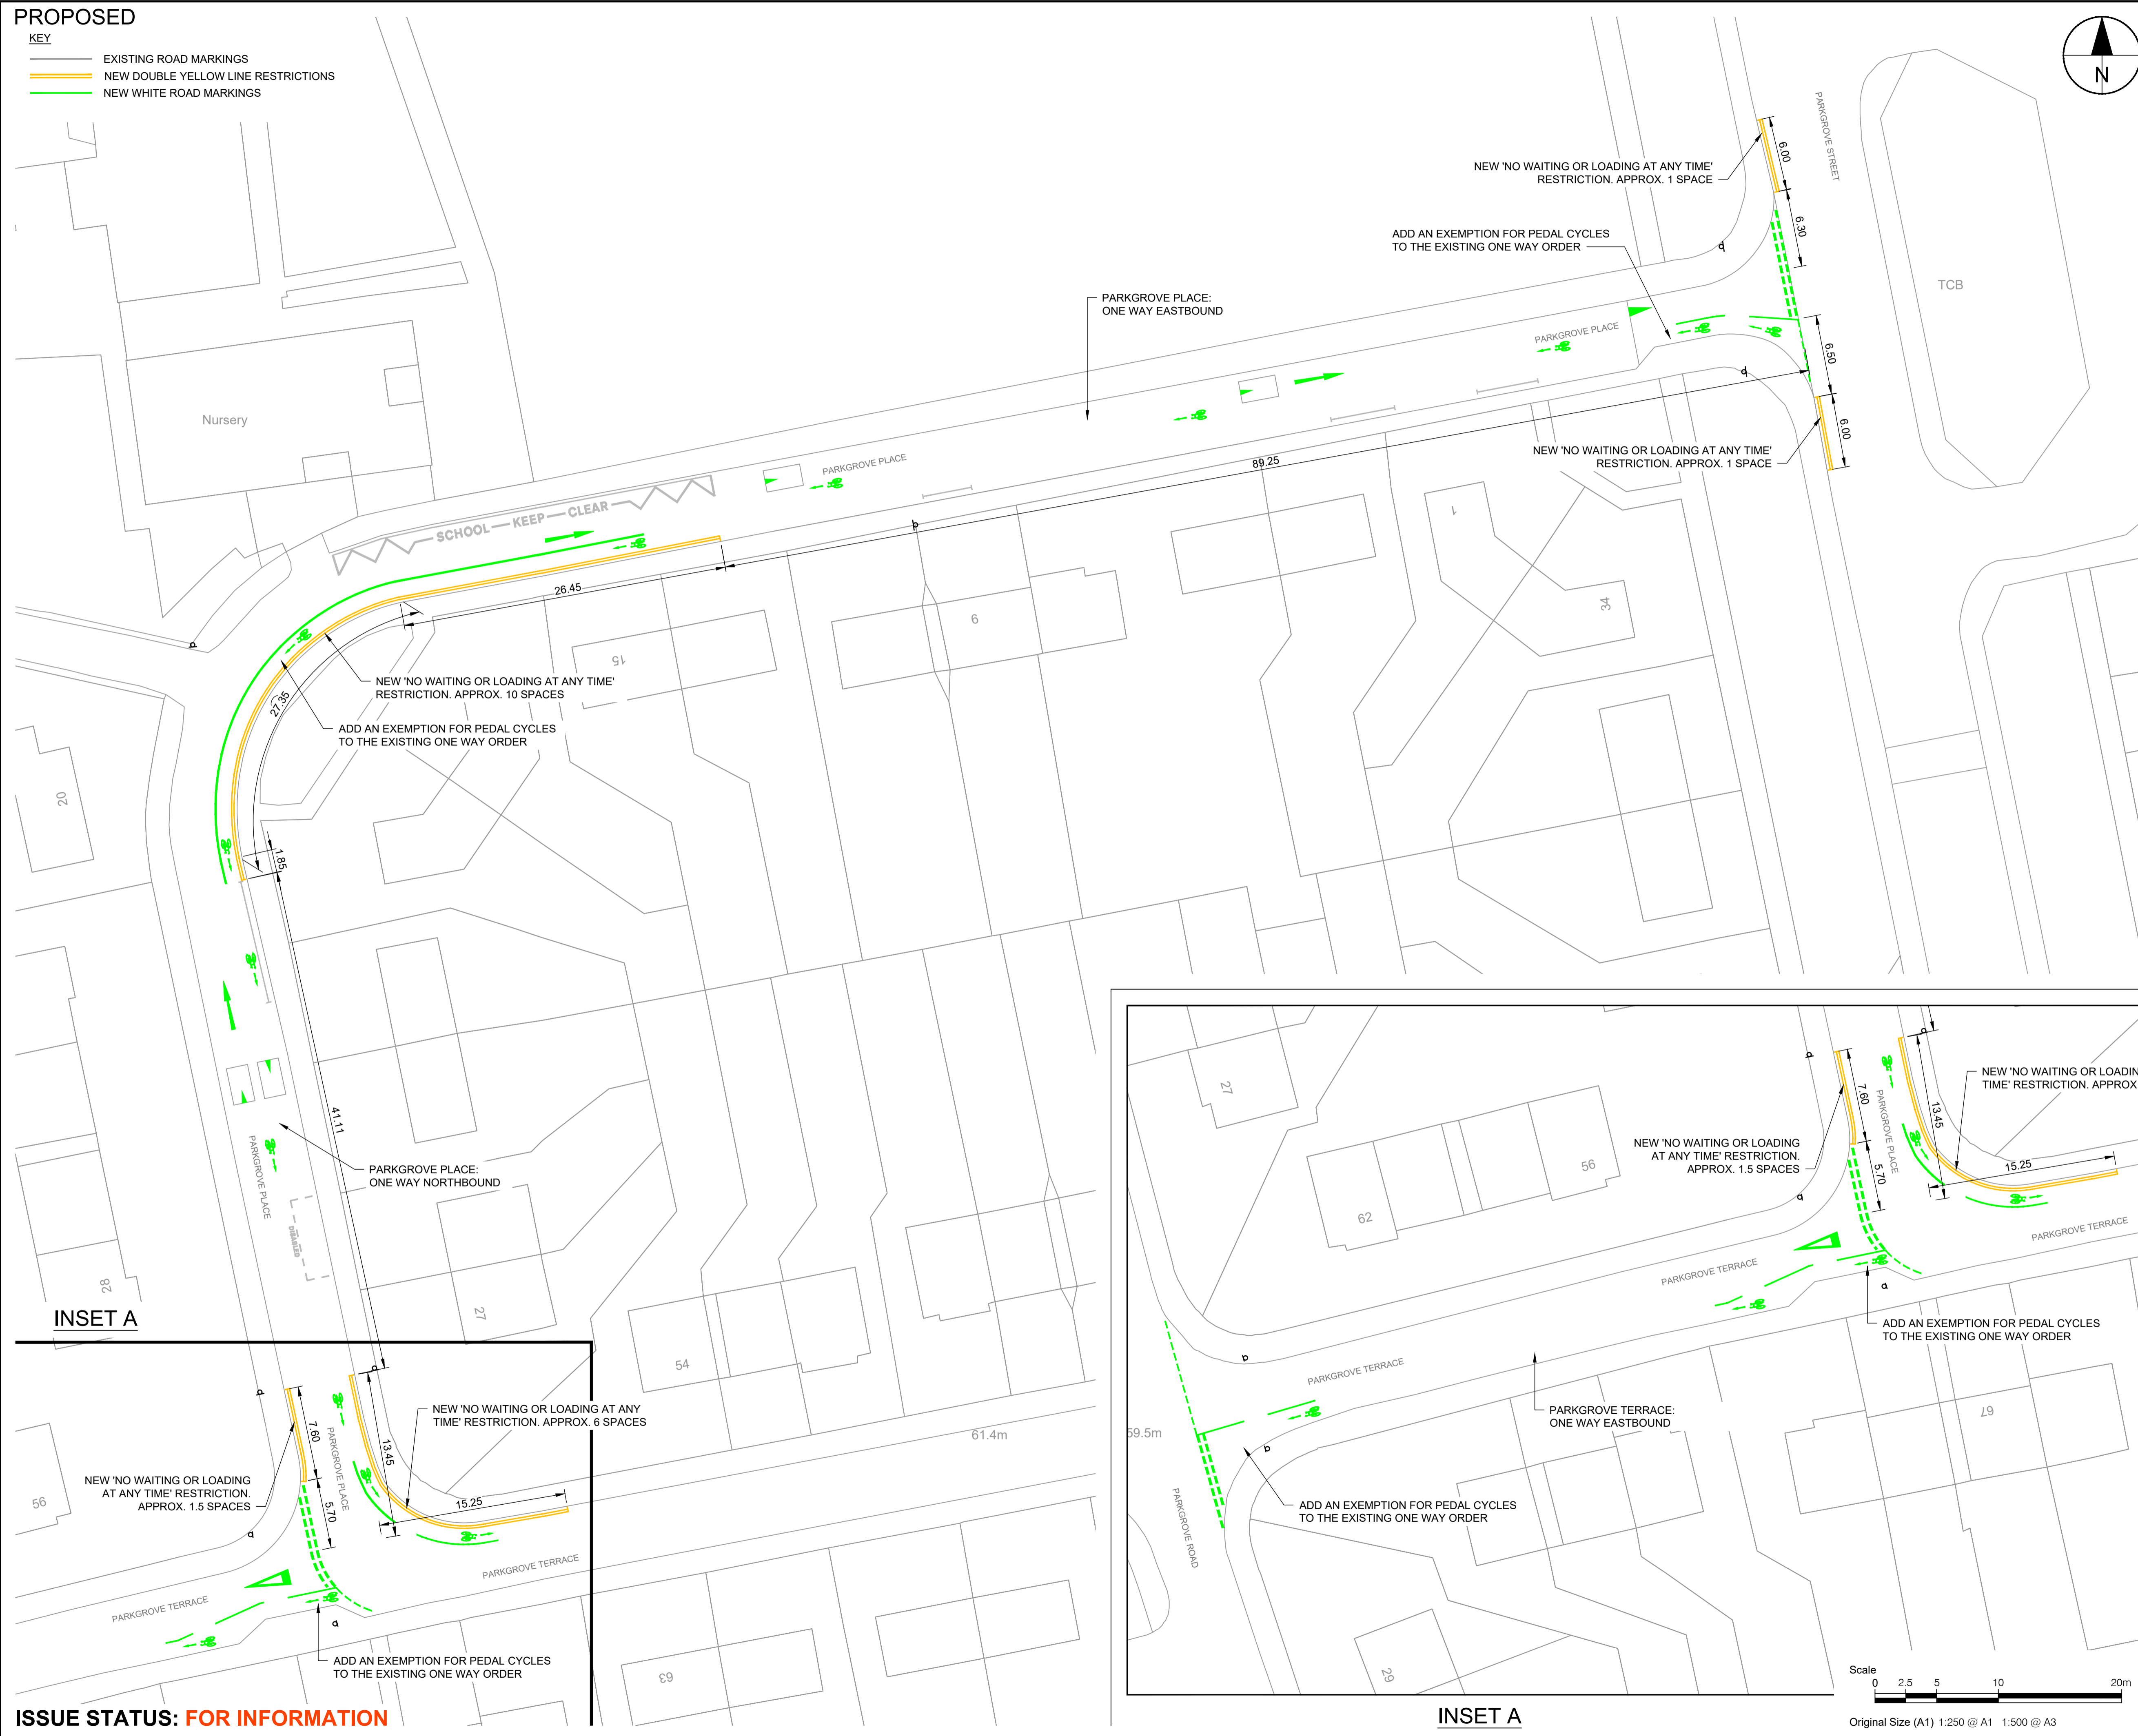 PROPOSED
KEY
EXISTING ROAD MARKINGS
NEW DOUBLE YELLOW LINE RESTRICTIONS
NEW WHITE ROAD MARKINGS
N
PARKGROVE STREET
6.00
NEW 'NO WAITING OR LOADING AT ANY TIME'
RESTRICTION. APPROX. 1 SPACE
6.30
ADD AN EXEMPTION FOR PEDAL CYCLES
TO THE EXISTING ONE WAY ORDER
TCB
PARKGROVE PLACE:
ONE WAY EASTBOUND
PARKGROVE PLACE
6.50
6.00
NEW 'NO WAITING OR LOADING AT ANY TIME'
RESTRICTION. APPROX. 1 SPACE
Nursery
89.25
PARKGROVE PLACE
SCHOOL KEEP CLEAR
1
34
26.45
9
15
NEW 'NO WAITING OR LOADING AT ANY TIME'
RESTRICTION. APPROX. 10 SPACES
27.35
ADD AN EXEMPTION FOR PEDAL CYCLES
TO THE EXISTING ONE WAY ORDER
20
1.85
41.11
PARKGROVE PLACE
PARKGROVE PLACE:
ONE WAY NORTHBOUND
DISABLED
28
27
INSET A
54
NEW 'NO WAITING OR LOADING AT ANY
TIME' RESTRICTION. APPROX. 6 SPACES
61.4m
7.60
PARKGROVE PLACE
13.45
NEW 'NO WAITING OR LOADING
AT ANY TIME' RESTRICTION.
APPROX. 1.5 SPACES
56
5.70
15.25
PARKGROVE TERRACE
PARKGROVE TERRACE
ADD AN EXEMPTION FOR PEDAL CYCLES
TO THE EXISTING ONE WAY ORDER
63
ISSUE STATUS: FOR INFORMATION
27
NEW 'NO WAITING OR LOADIN
TIME' RESTRICTION. APPROX
7.60
PARKGROVE PLACE
13.45
NEW 'NO WAITING OR LOADING
AT ANY TIME' RESTRICTION.
APPROX. 1.5 SPACES
56
5.70
15.25
62
PARKGROVE TERRACE
PARKGROVE TERRACE
ADD AN EXEMPTION FOR PEDAL CYCLES
TO THE EXISTING ONE WAY ORDER
PARKGROVE TERRACE
PARKGROVE TERRACE:
ONE WAY EASTBOUND
59.5m
67
ADD AN EXEMPTION FOR PEDAL CYCLES
TO THE EXISTING ONE WAY ORDER
PARKGROVE ROAD
29
INSET A
Scale
0 2.5 5 10 20m
Original Size (A1) 1:250 @ A1 1:500 @ A3